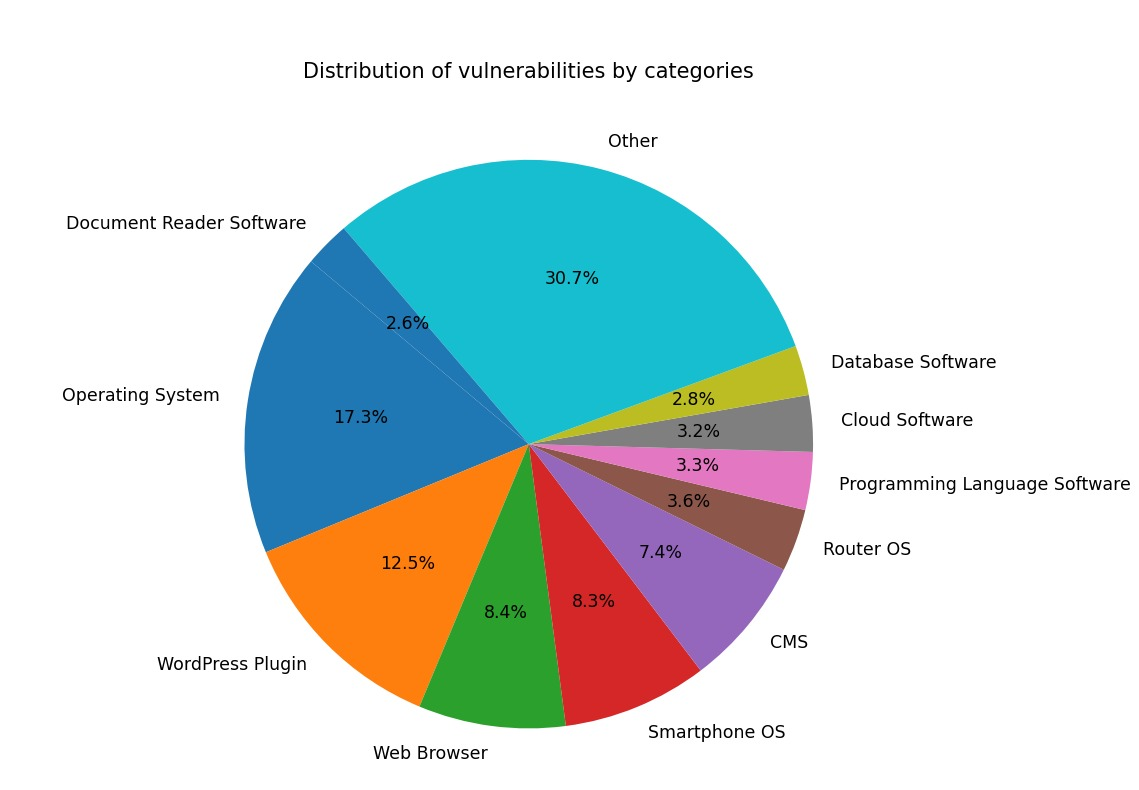 Distribution of vulnerabilities by categories
Other
Document Reader Software
30.7%
2.6%
Database Software
Operating System
2.8%
17.3%
Cloud Software
3.2%
3.3%
Programming Language Software
3.6%
Router OS
7.4%
12.5%
8.4%
8.3%
CMS
WordPress Plugin
Smartphone OS
Web Browser